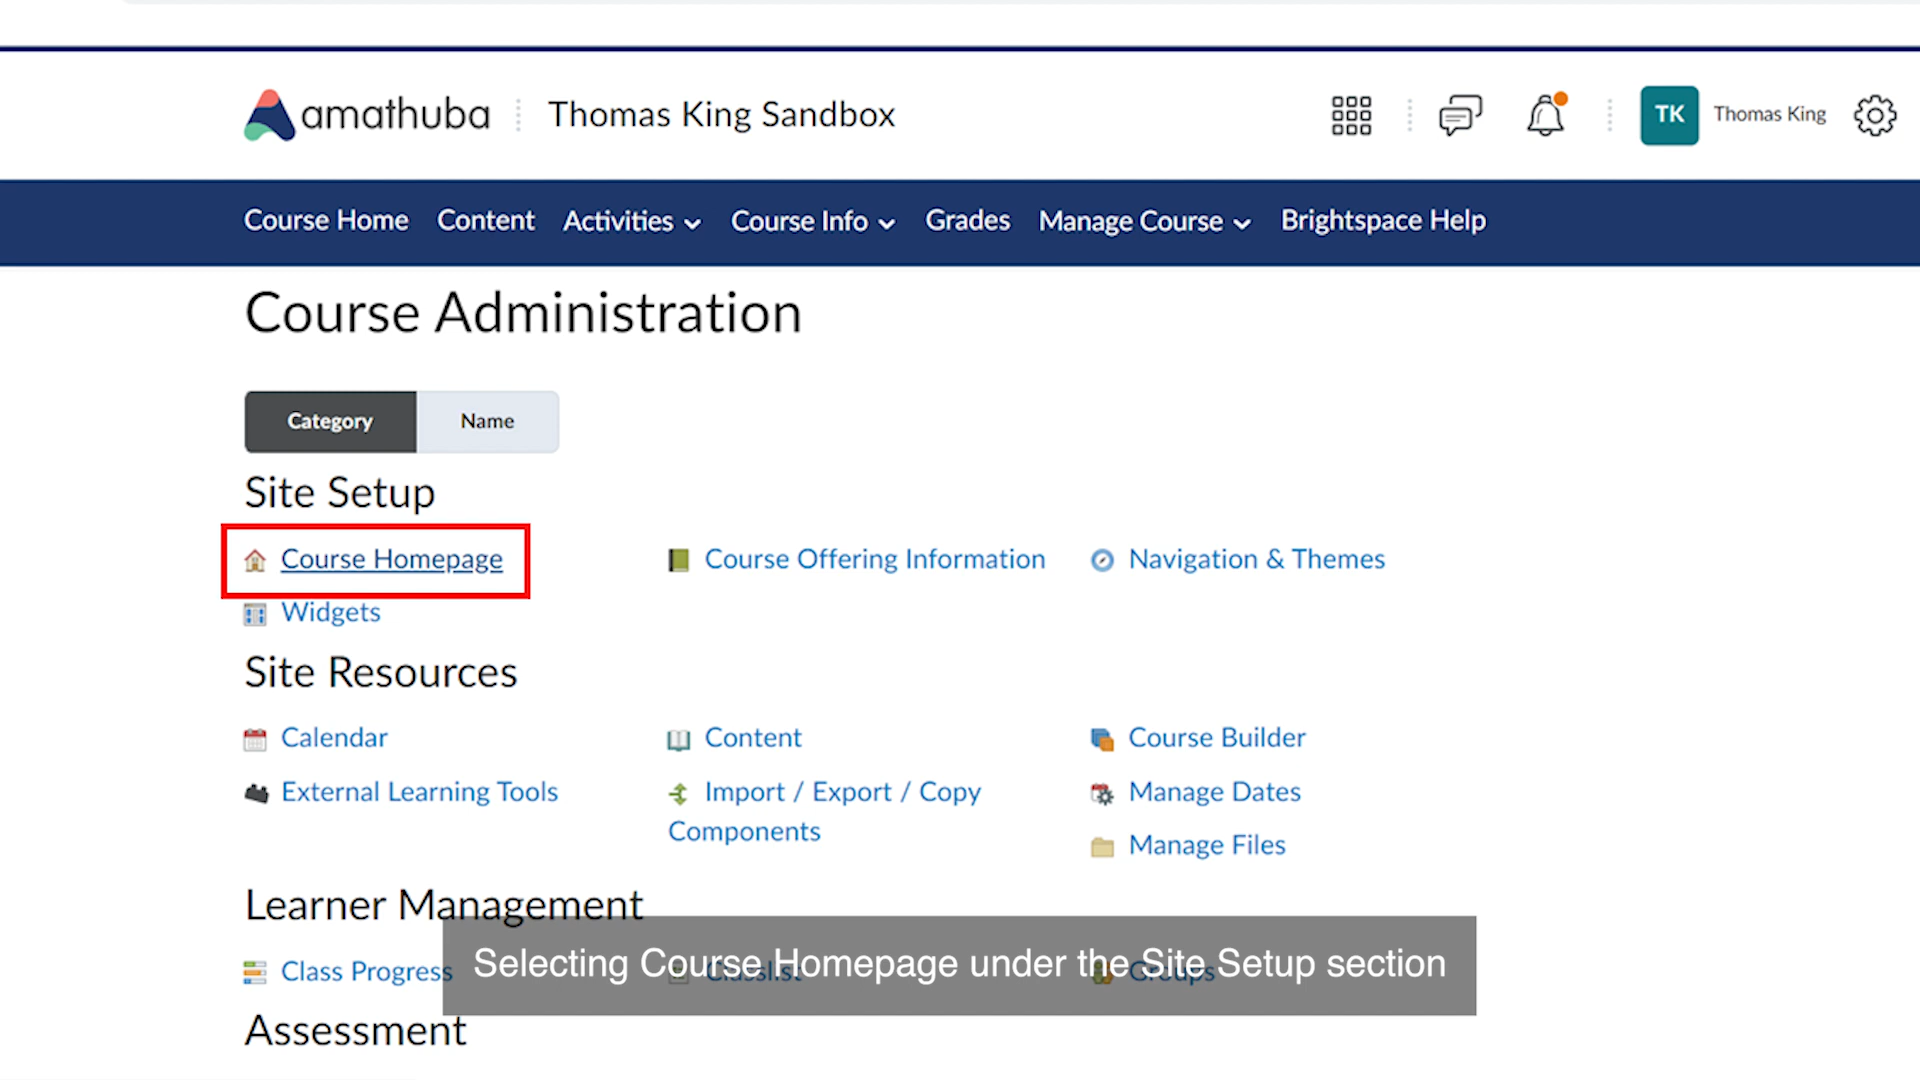 amathuba
Thomas King Sandbox
TK
Thomas King
Course Home
Content
Activities
Course Info
Grades
Manage Course
Brightspace Help
Course Administration
Category
Name
Site Setup
Course Homepage
Course Offering Information
Navigation & Themes
Widgets
Site Resources
Calendar
Content
Course Builder
External Learning Tools
Import / Export / Copy
Components
Manage Dates
Manage Files
Learner Management
Class Progress
Classlist
Groups
Selecting Course Homepage under the Site Setup section
Assessment